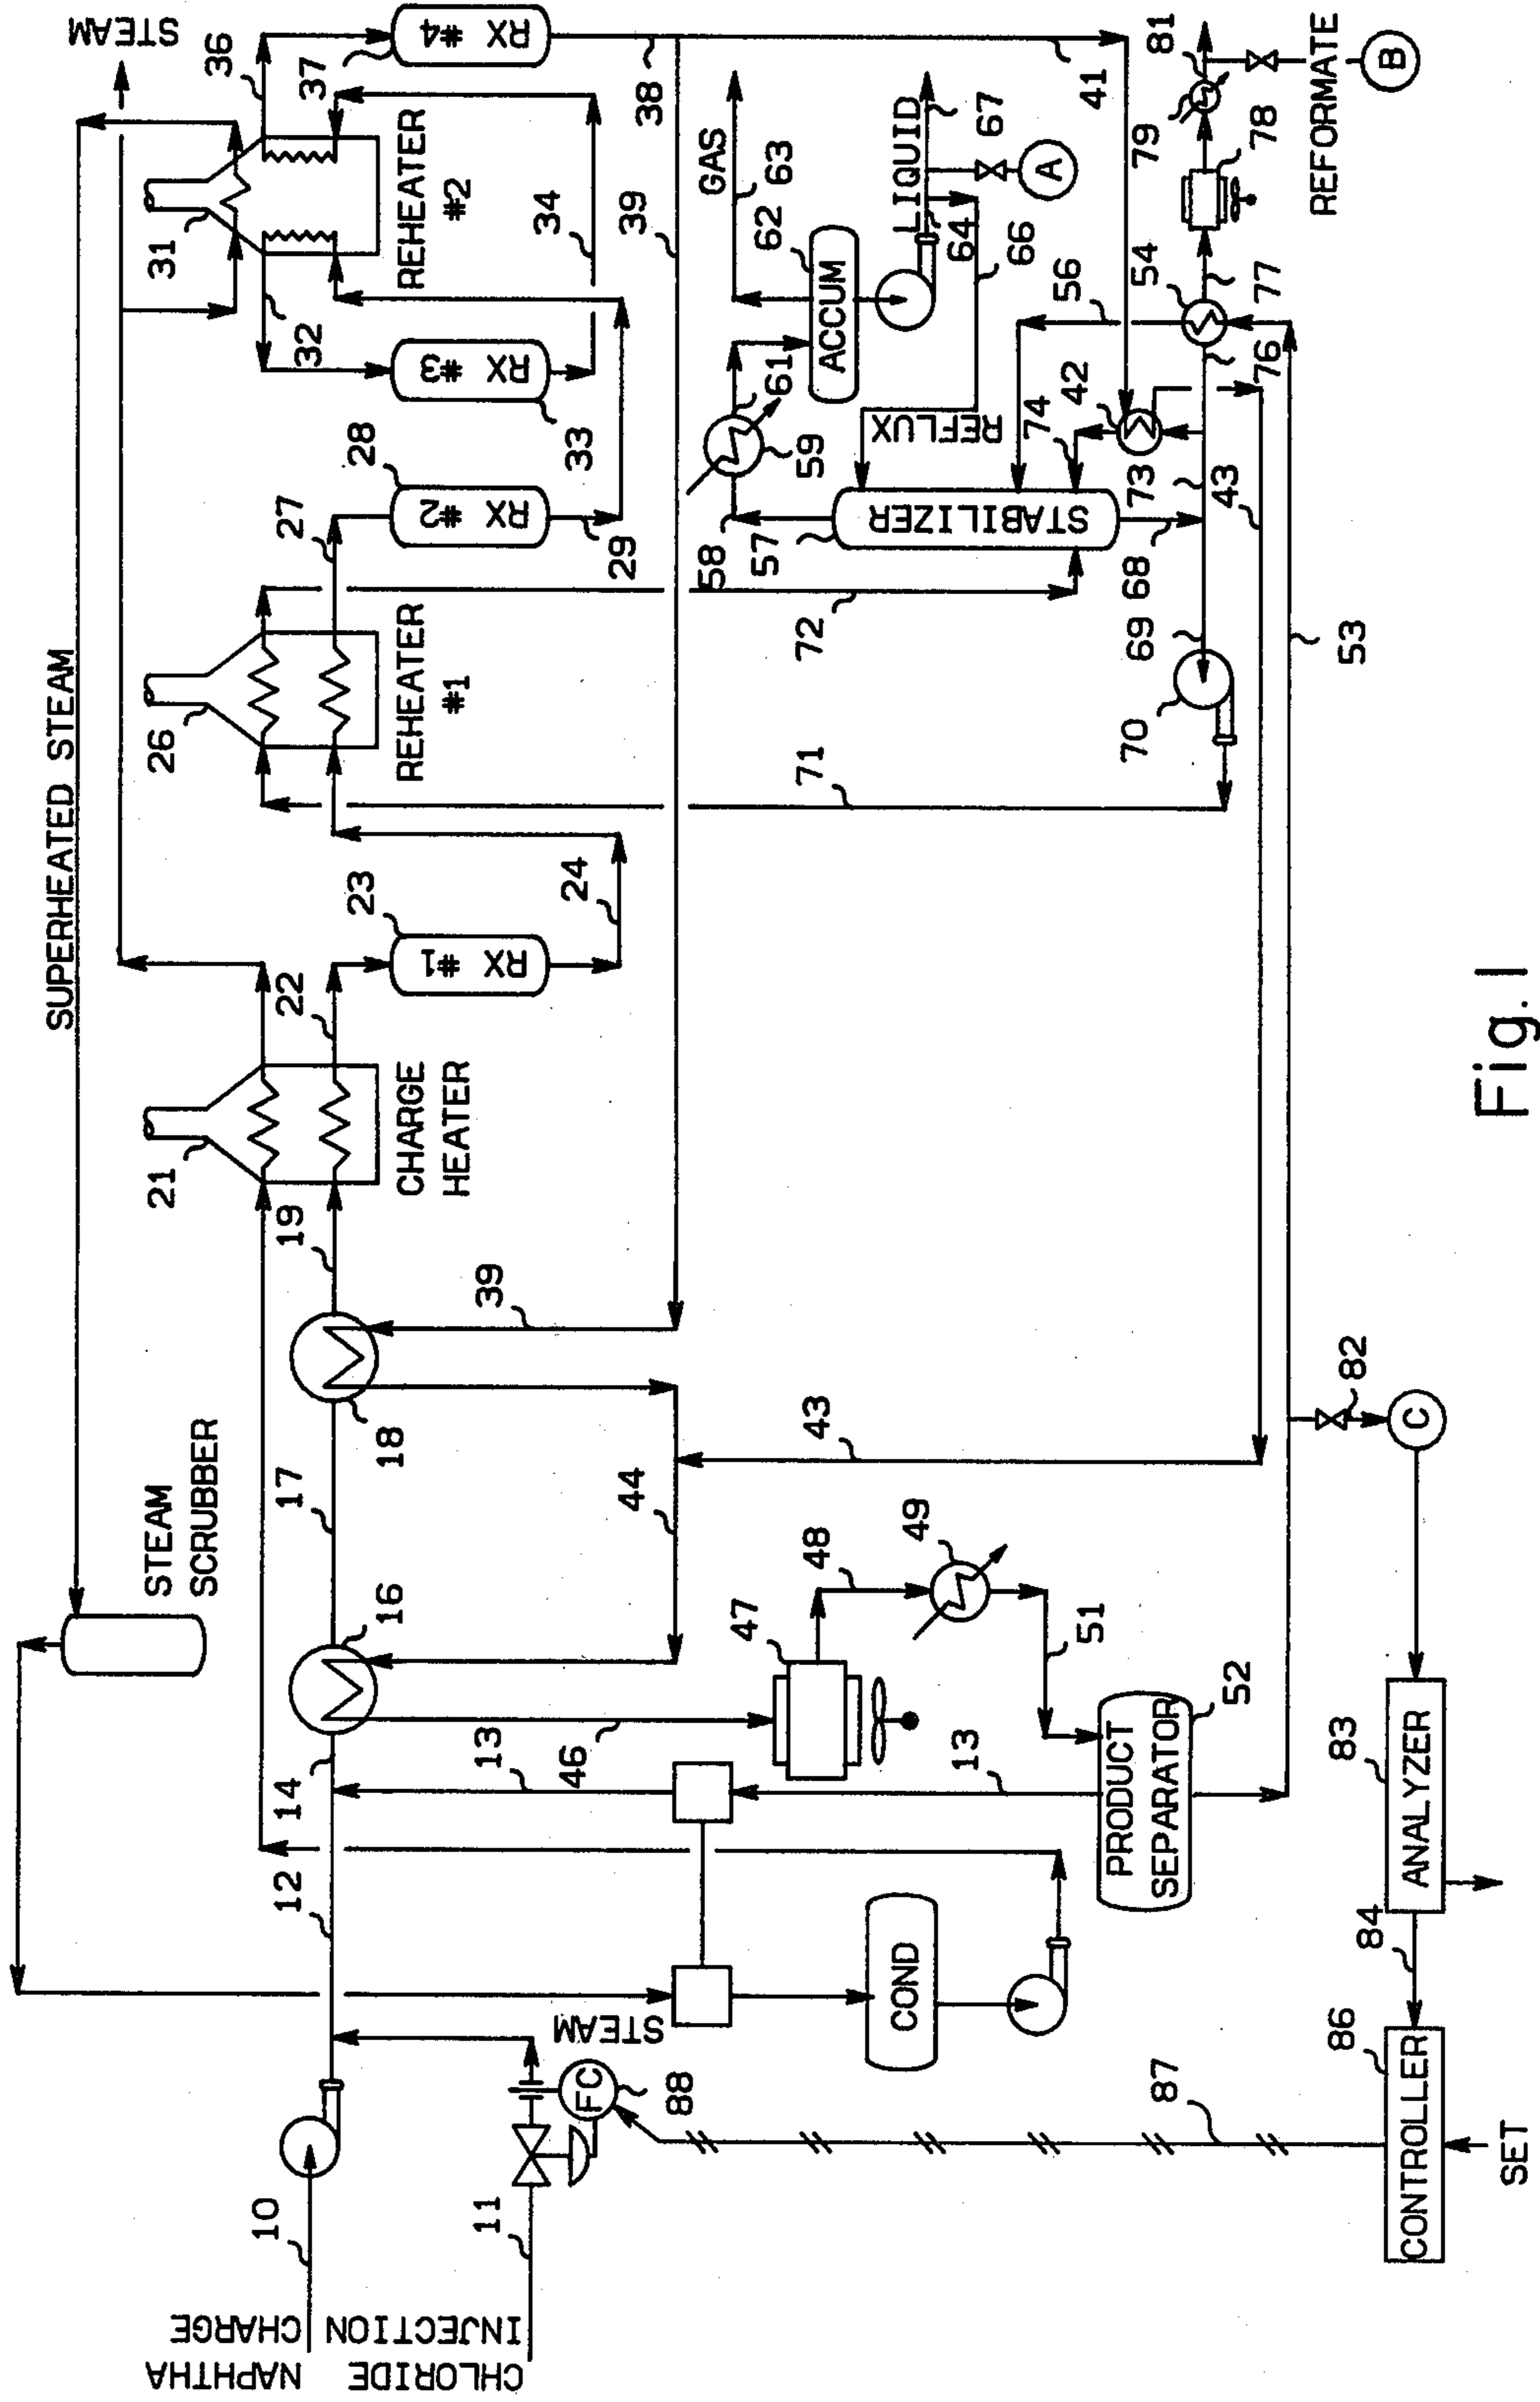 SUPERHEATED STEAM
STEAM
STEAM
SCRUBBER
21
CHARGE
HEATER
26
REHEATER
#1
31
REHEATER
#2
36
37
RX #4
38
NAPHTHA
CHARGE
10
CHLORIDE
INJECTION
11
12
14
16
17
18
19
22
23
RX #1
24
27
28
RX #2
29
32
RX #3
33
34
13
46
44
39
39
STEAM
FC
88
COND
47
48
49
51
13
PRODUCT
SEPARATOR
52
43
71
72
58
57
STABILIZER
59
61
ACCUM
62
GAS
63
LIQUID
64
66
67
A
REFLUX
41
42
74
73
56
54
68
69
70
43
76
77
78
79
81
REFORMATE
B
53
82
C
83
ANALYZER
84
86
CONTROLLER
87
SET
Fig. 1